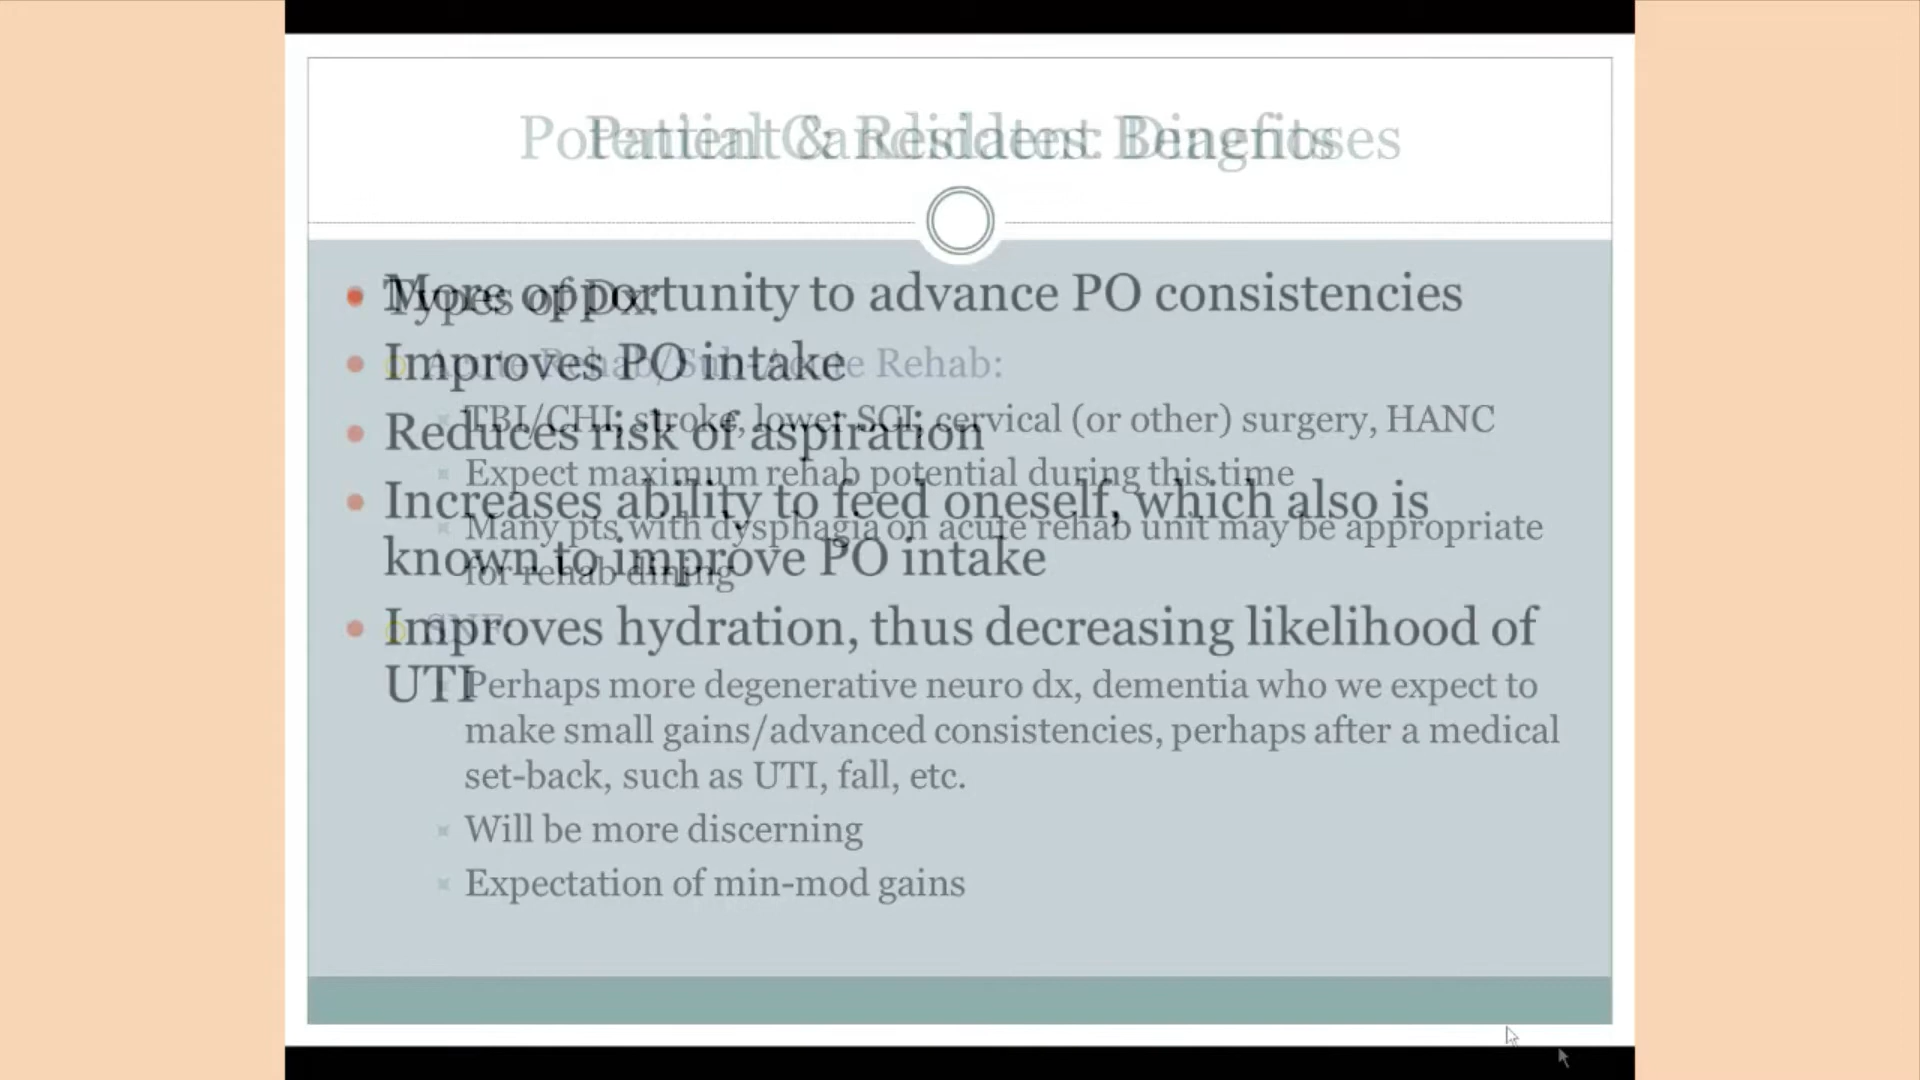 Patient & Resident Benefits
Potential Candidates: Diagnoses
• More opportunity to advance PO consistencies
• Improves PO intake
• Reduces risk of aspiration
• Increases ability to feed oneself, which also is
known to improve PO intake
• Improves hydration, thus decreasing likelihood of
UTI
• Types of Dx:
Acute Rehab/Sub-Acute Rehab:
TBI/CHI; stroke, lower SCI; cervical (or other) surgery, HANC
Expect maximum rehab potential during this time
Many pts with dysphagia on acute rehab unit may be appropriate
for rehab dining
SNF:
Perhaps more degenerative neuro dx, dementia who we expect to
make small gains/advanced consistencies, perhaps after a medical
set-back, such as UTI, fall, etc.
Will be more discerning
Expectation of min-mod gains